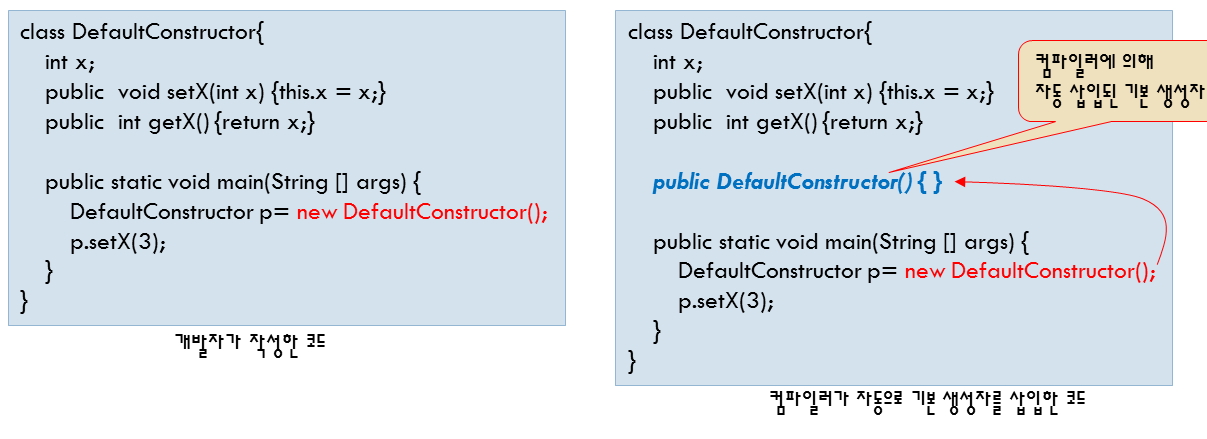 class DefaultConstructor{
int x;
public void setX(int x) {this.x = x;}
public int getX() {return x;}
public static void main(String [] args) {
DefaultConstructor p= new DefaultConstructor();
p.setX(3);
}
}
개발자가 작성한 코드
class DefaultConstructor{
int x;
public void setX(int x) {this.x = x;}
public int getX() {return x;}
컴파일러에 의해
자동 삽입된 기본 생성자
public DefaultConstructor() { }
public static void main(String [] args) {
DefaultConstructor p= new DefaultConstructor();
p.setX(3);
}
}
컴파일러가 자동으로 기본 생성자를 삽입한 코드